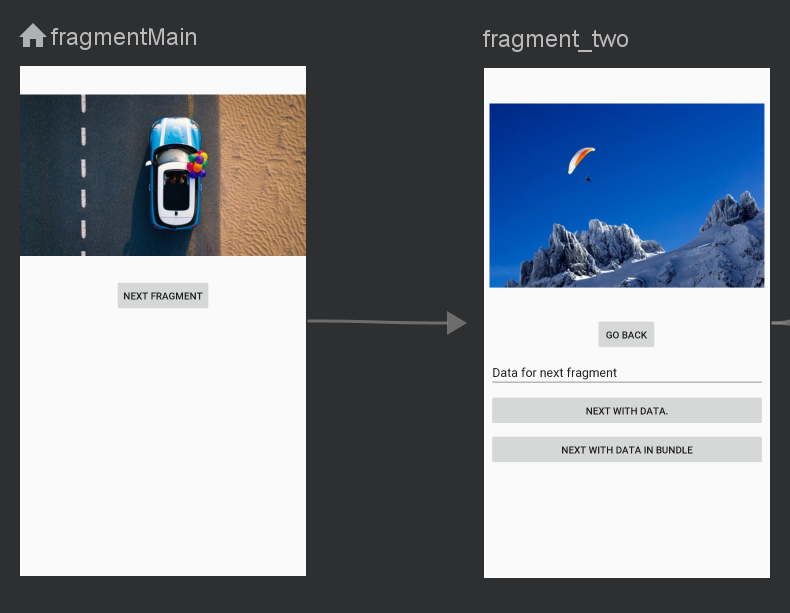 fragmentMain
NEXT FRAGMENT
fragment_two
GO BACK
Data for next fragment
NEXT WITH DATA.
NEXT WITH DATA IN BUNDLE